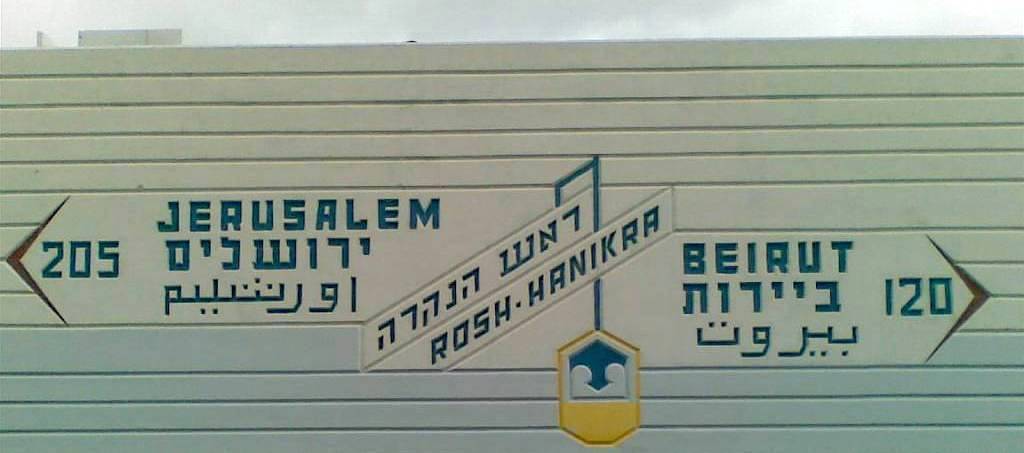 JERUSALEM
205
ירושלים
اورشليم
ראש הנקרה
ROSH-HANIKRA
BEIRUT
ביירות
120
بيروت